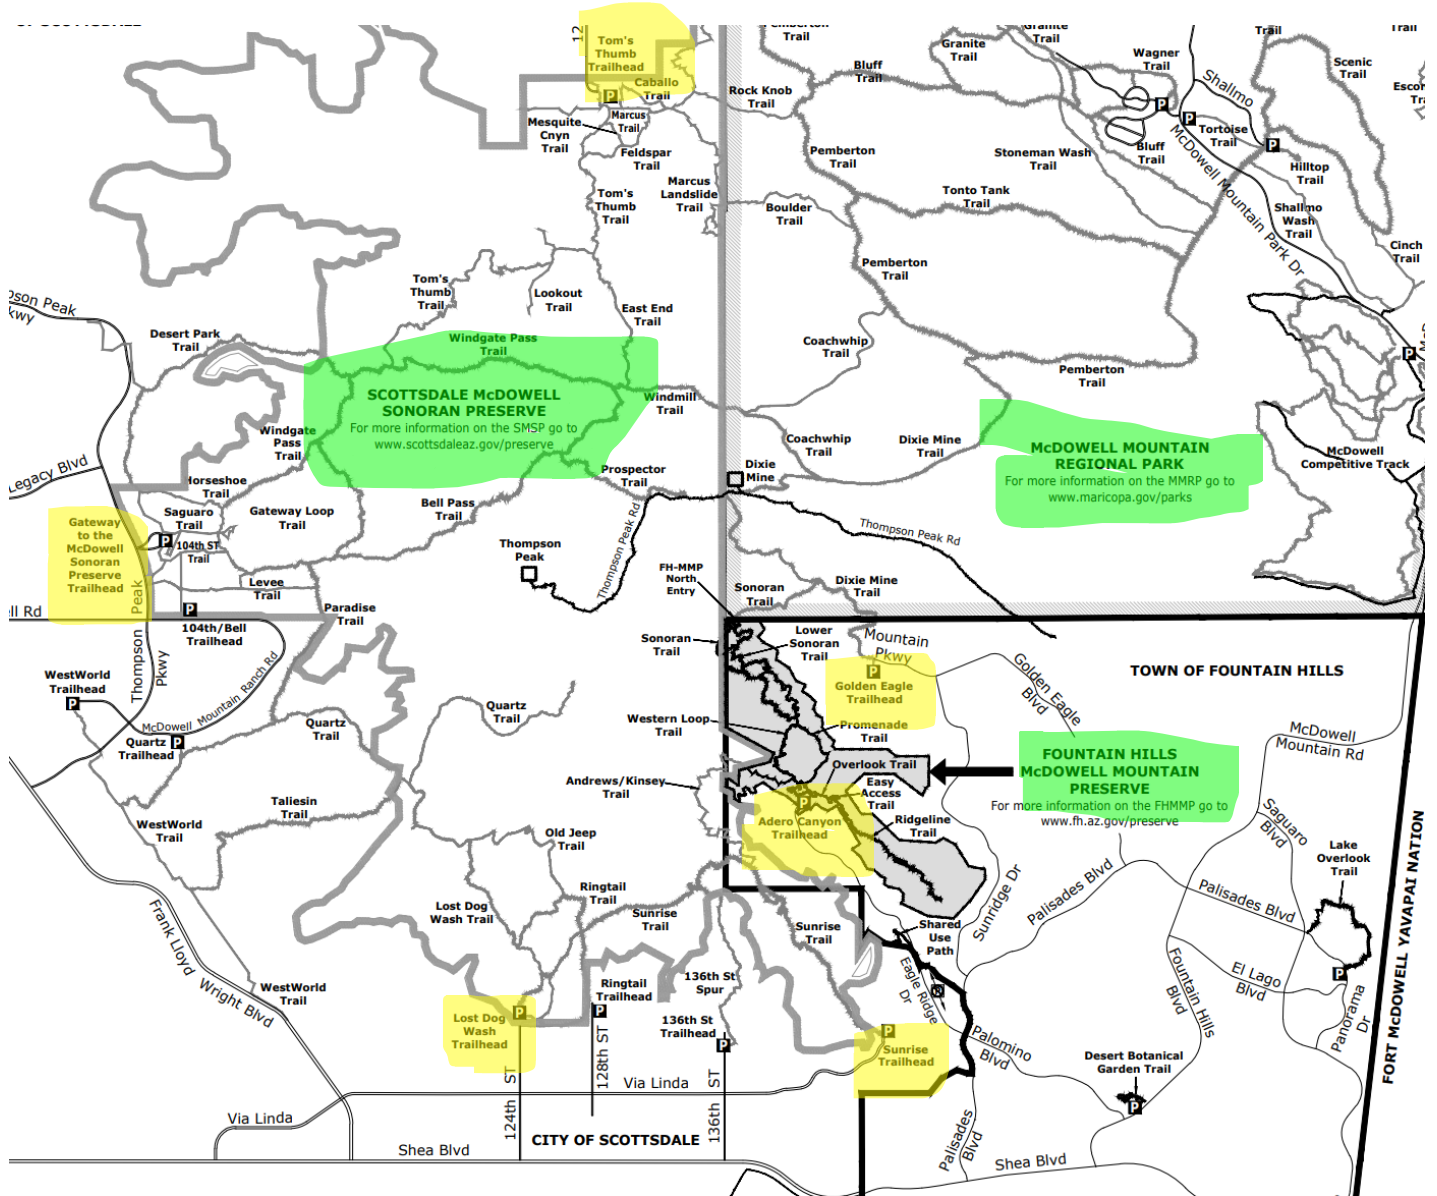 Tom's
Thumb
Trailhead
Caballo
Trail
Marcus
Trail
Mesquite
Cnyn
Trail
Feldspar
Trail
Tom's
Thumb
Trail
Marcus
Landslide
Trail
Rock Knob
Trail
Pemberton
Trail
Bluff
Trail
Granite
Trail
Granite
Trail
Wagner
Trail
Shallmo
Trail
Scenic
Trail
Trail
Tortoise
Trail
Bluff
Trail
Hilltop
Trail
Shallmo
Wash
Trail
Cinch
Trail
McDowell Mountain Park Dr
Stoneman Wash
Trail
Pemberton
Trail
Tonto Tank
Trail
Boulder
Trail
Pemberton
Trail
Coachwhip
Trail
Pemberton
Trail
Tom's
Thumb
Trail
Lookout
Trail
East End
Trail
Desert Park
Trail
Windgate Pass
Trail
SCOTTSDALE McDOWELL
SONORAN PRESERVE
For more information on the SMSP go to
www.scottsdaleaz.gov/preserve
Windmill
Trail
Windgate
Pass
Trail
Legacy Blvd
Horseshoe
Trail
Saguaro
Trail
Gateway Loop
Trail
Bell Pass
Trail
Prospector
Trail
Dixie
Mine
Coachwhip
Trail
Dixie Mine
Trail
McDOWELL MOUNTAIN
REGIONAL PARK
For more information on the MMRP go to
www.maricopa.gov/parks
McDowell
Competitive Track
Gateway
to the
McDowell
Sonoran
Preserve
Trailhead
104th ST
Trail
Levee
Trail
104th/Bell
Trailhead
Paradise
Trail
Thompson
Peak
Thompson Peak Rd
Thompson Peak Rd
FH-MMP
North
Entry
Sonoran
Trail
Dixie Mine
Trail
Sonoran
Trail
Lower
Sonoran
Trail
Mountain
Pkwy
Golden Eagle
Trailhead
Golden Eagle
Blvd
TOWN OF FOUNTAIN HILLS
WestWorld
Trailhead
Thompson Peak
Pkwy
McDowell Mountain Ranch Rd
Quartz
Trailhead
Quartz
Trail
Quartz
Trail
Western Loop
Trail
Promenade
Trail
Overlook Trail
Easy
Access
Trail
FOUNTAIN HILLS
McDOWELL MOUNTAIN
PRESERVE
For more information on the FHMMP go to
www.fh.az.gov/preserve
McDowell
Mountain Rd
Andrews/Kinsey
Trail
Adero Canyon
Trailhead
Ridgeline
Trail
Saguaro
Blvd
Lake
Overlook
Trail
Taliesin
Trail
WestWorld
Trail
Old Jeep
Trail
Ringtail
Trail
Lost Dog
Wash Trail
Sunrise
Trail
Sunrise
Trail
Shared
Use
Path
Sunridge Dr
Palisades Blvd
Palisades Blvd
El Lago
Blvd
Fountain Hills
Blvd
Panorama
Dr
FORT McDOWELL YAVAPAI NATION
Frank Lloyd
Wright Blvd
WestWorld
Trail
Ringtail
Trailhead
136th St
Spur
136th St
Trailhead
Eagle Ridge
Dr
Lost Dog
Wash
Trailhead
Sunrise
Trailhead
Palomino
Blvd
Desert Botanical
Garden Trail
124th ST
128th ST
136th ST
Via Linda
Via Linda
CITY OF SCOTTSDALE
Shea Blvd
Palisades
Blvd
Shea Blvd